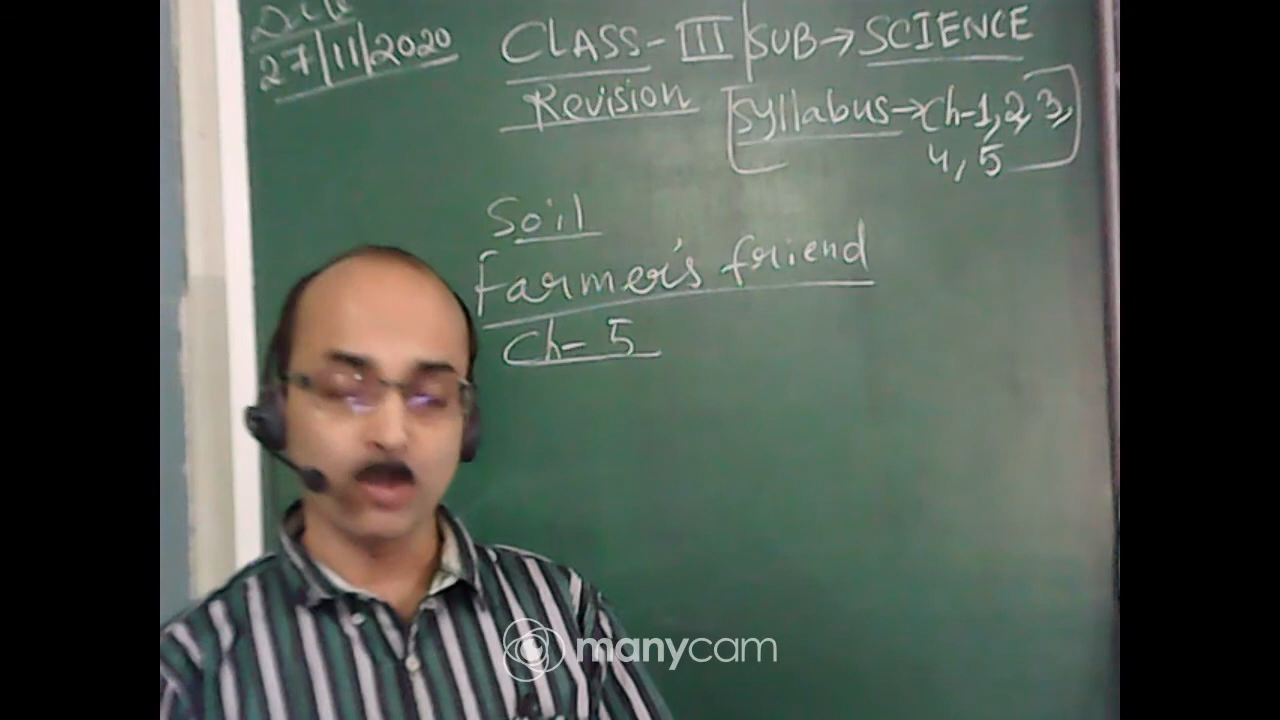 Date
27/11/2020
CLASS-III | SUB→SCIENCE
Revision
Syllabus→Ch-1, 2, 3,
4, 5
Soil
Farmer's friend
Ch-5
manycam